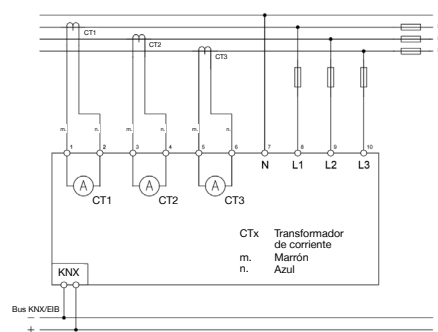 CT1
CT2
CT3
m. n. m. n. m. n.
1 2 3 4 5 6 7 8 9 10
N L1 L2 L3
A A A
CT1 CT2 CT3
CTx Transformador
de corriente
m. Marrón
n. Azul
KNX
Bus KNX/EIB
−
+